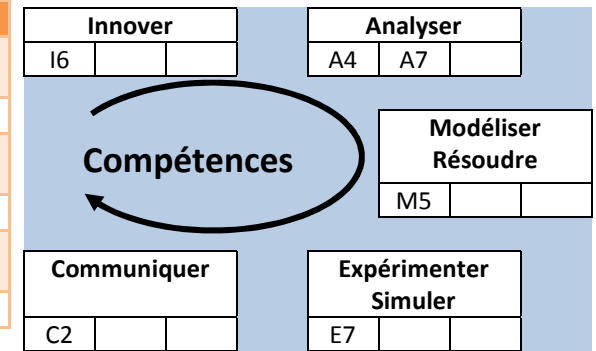 Innover
I6
Analyser
A4 A7
Compétences
Modéliser
Résoudre
M5
Communiquer
C2
Expérimenter
Simuler
E7